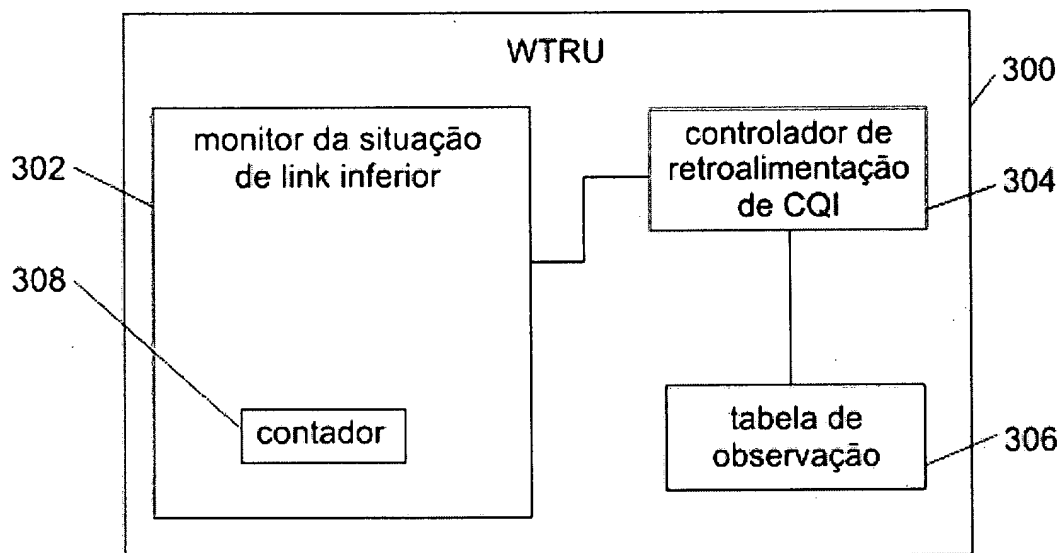 WTRU
300
monitor da situação
de link inferior
302
controlador de
retroalimentação
de CQI
304
308
contador
tabela de
observação
306